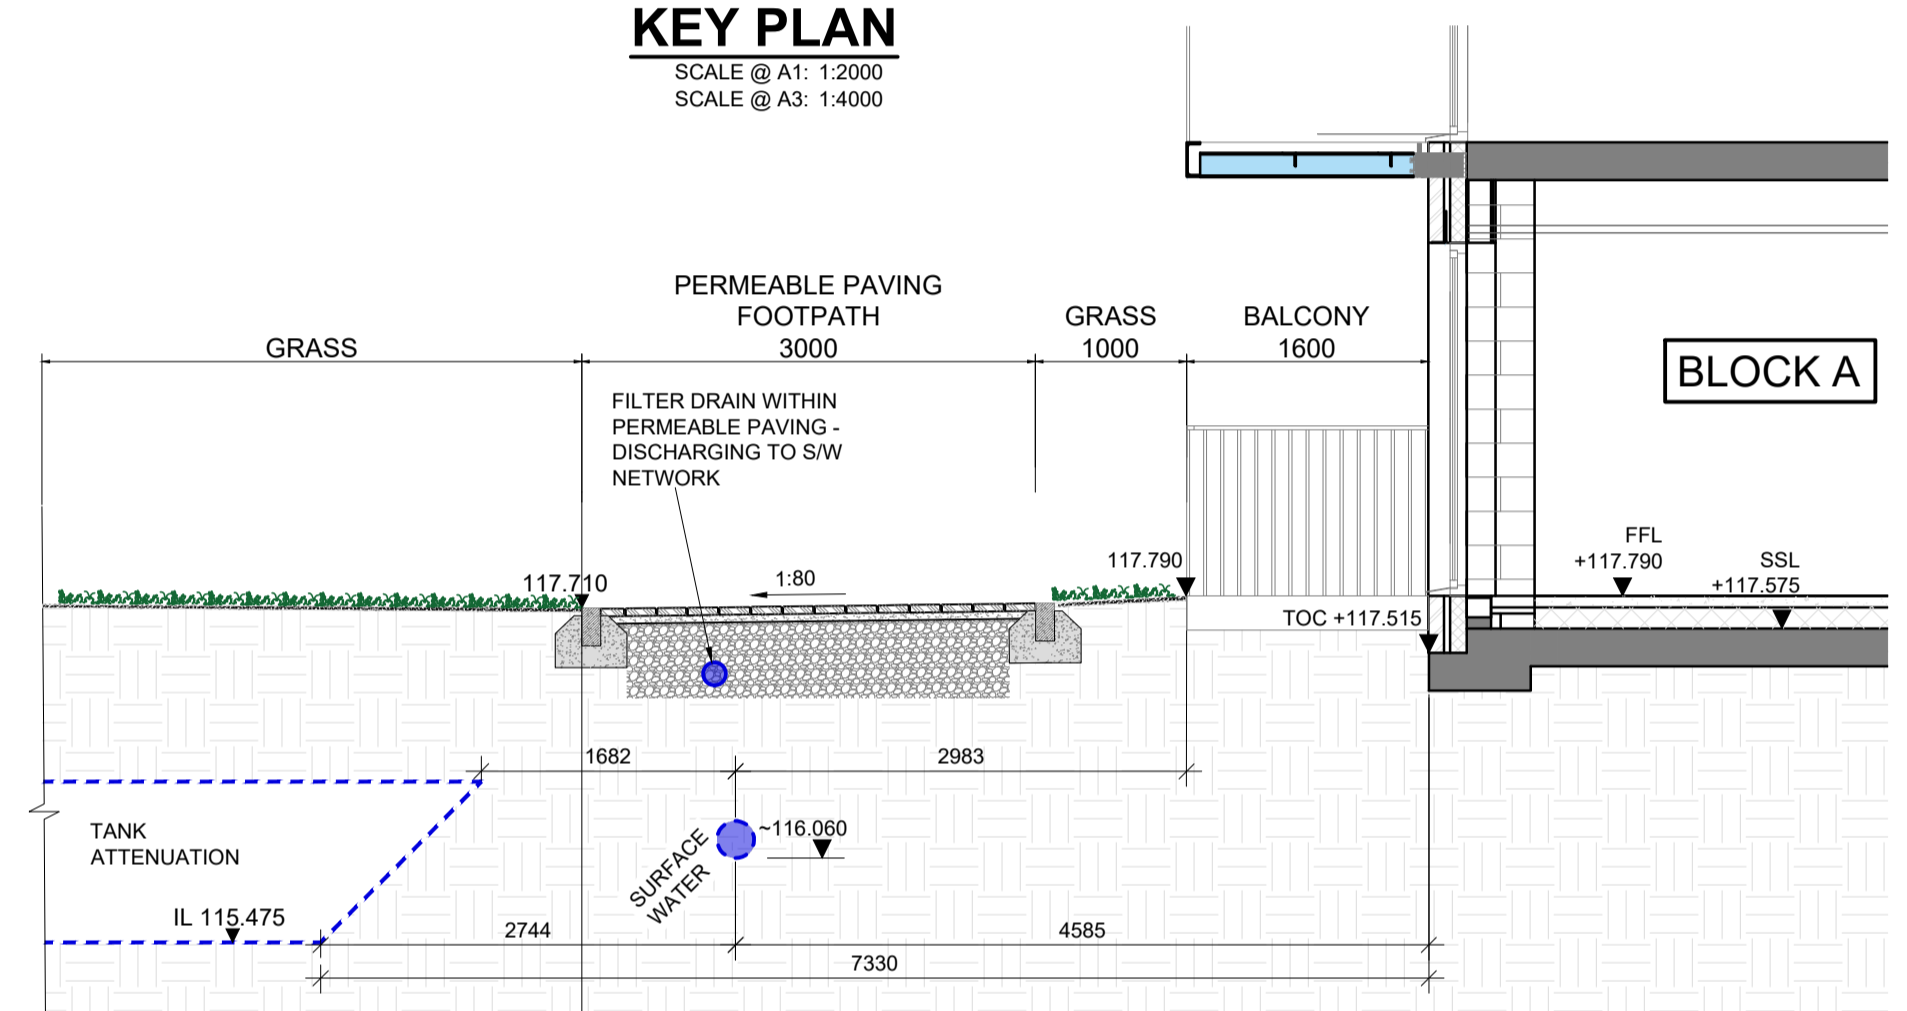 KEY PLAN
SCALE @ A1: 1:2000
SCALE @ A3: 1:4000
PERMEABLE PAVING
FOOTPATH
3000
GRASS
GRASS
1000
BALCONY
1600
BLOCK A
FILTER DRAIN WITHIN
PERMEABLE PAVING -
DISCHARGING TO S/W
NETWORK
117.710
1:80
117.790
FFL
+117.790
SSL
+117.575
TOC +117.515
1682
2983
TANK
ATTENUATION
SURFACE
WATER
~116.060
IL 115.475
2744
4585
7330